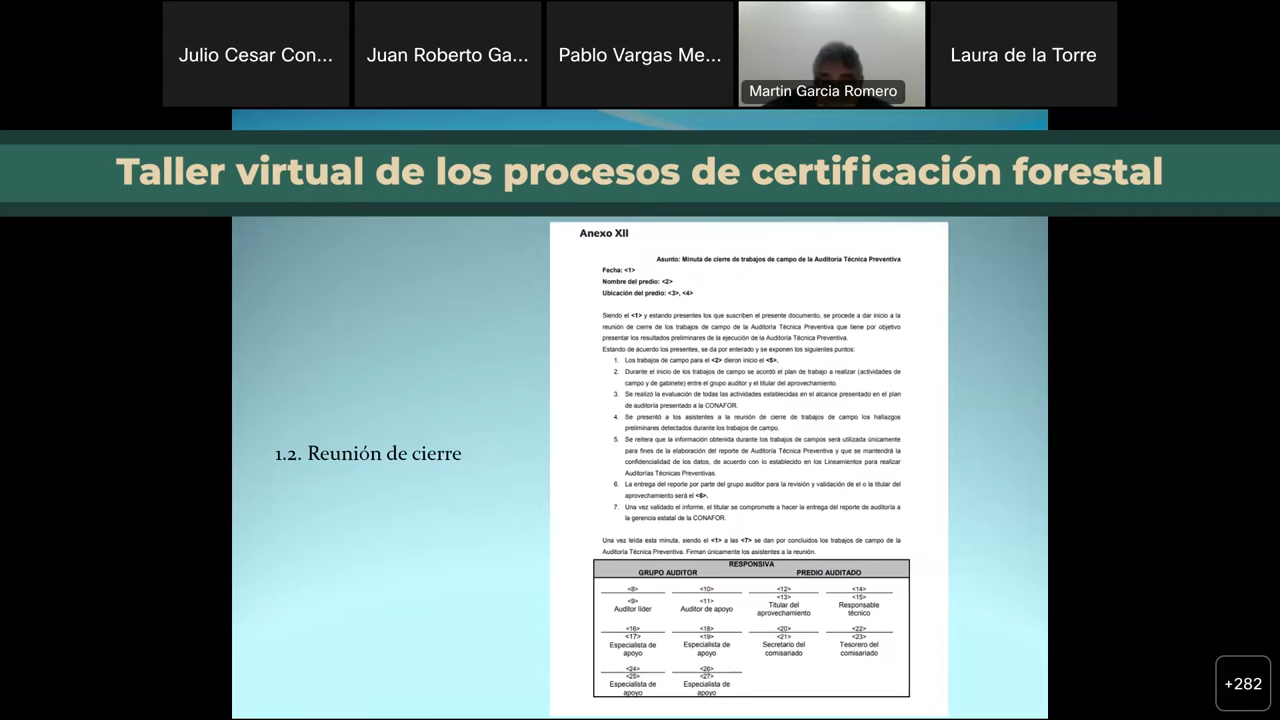 Julio Cesar Con...
Juan Roberto Ga...
Pablo Vargas Me...
Martin Garcia Romero
Laura de la Torre
Taller virtual de los procesos de certificación forestal
1.2. Reunión de cierre
Anexo XII
Asunto: Minuta de cierre de trabajos de campo de la Auditoría Técnica Preventiva
Fecha: <1>
Nombre del predio: <2>
Ubicación del predio: <3>, <4>
Siendo el <1> y estando presentes los que suscriben el presente documento, se procede a dar inicio a la
reunión de cierre de los trabajos de campo de la Auditoría Técnica Preventiva que tiene por objetivo
presentar los resultados preliminares de la ejecución de la Auditoría Técnica Preventiva.
Estando de acuerdo los presentes, se da por enterado y se exponen los siguientes puntos:
1. Los trabajos de campo para el <2> dieron inicio el <5>.
2. Durante el inicio de los trabajos de campo se acordó el plan de trabajo a realizar (actividades de
campo y de gabinete) entre el grupo auditor y el titular del aprovechamiento.
3. Se realizó la evaluación de todas las actividades establecidas en el alcance presentado en el plan
de auditoría presentado a la CONAFOR.
4. Se presentó a los asistentes a la reunión de cierre de trabajos de campo los hallazgos
preliminares detectados durante los trabajos de campo.
5. Se reitera que la información obtenida durante los trabajos de campos será utilizada únicamente
para fines de la elaboración del reporte de Auditoría Técnica Preventiva y que se mantendrá la
confidencialidad de los datos, de acuerdo con lo establecido en los Lineamientos para realizar
Auditorías Técnicas Preventivas.
6. La entrega del reporte por parte del grupo auditor para la revisión y validación de el o la titular del
aprovechamiento será el <6>.
7. Una vez validado el informe, el titular se compromete a hacer la entrega del reporte de auditoría a
la gerencia estatal de la CONAFOR.
Una vez leída esta minuta, siendo el <1> a las <7> se dan por concluidos los trabajos de campo de la
Auditoría Técnica Preventiva. Firman únicamente los asistentes a la reunión.
RESPONSIVA
GRUPO AUDITOR PREDIO AUDITADO
<8> <10> <12> <14>
<9> <11> <13> <15>
Auditor líder Auditor de apoyo Titular del Responsable
aprovechamiento técnico
<16> <18> <20> <22>
<17> <19> <21> <23>
Especialista de Especialista de Secretario del Tesorero del
apoyo apoyo comisariado comisariado
<24> <26>
<25> <27>
Especialista de Especialista de
apoyo apoyo
+282